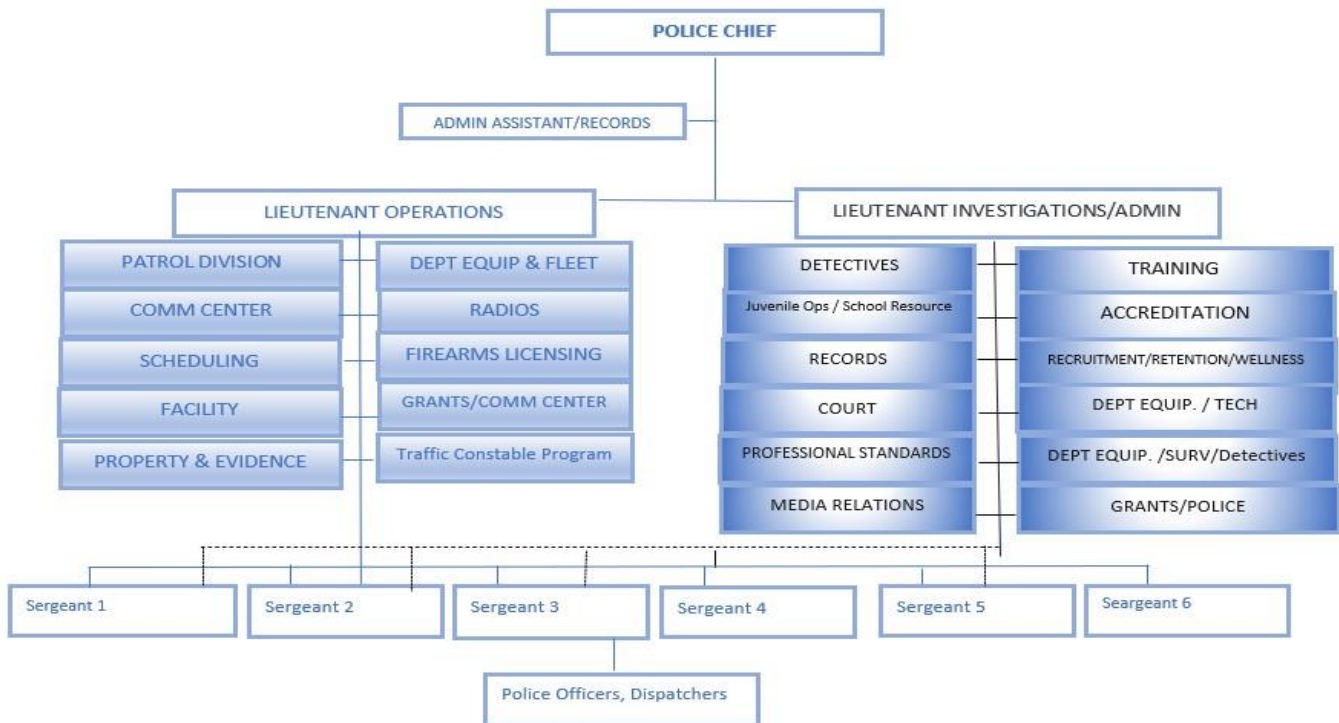 POLICE CHIEF
ADMIN ASSISTANT/RECORDS
LIEUTENANT OPERATIONS
PATROL DIVISION
DEPT EQUIP & FLEET
COMM CENTER
RADIOS
SCHEDULING
FIREARMS LICENSING
FACILITY
GRANTS/COMM CENTER
PROPERTY & EVIDENCE
Traffic Constable Program
LIEUTENANT INVESTIGATIONS/ADMIN
DETECTIVES
TRAINING
Juvenile Ops / School Resource
ACCREDITATION
RECORDS
RECRUITMENT/RETENTION/WELLNESS
COURT
DEPT EQUIP. / TECH
PROFESSIONAL STANDARDS
DEPT EQUIP. /SURV/Detectives
MEDIA RELATIONS
GRANTS/POLICE
Sergeant 1
Sergeant 2
Sergeant 3
Sergeant 4
Sergeant 5
Seargeant 6
Police Officers, Dispatchers